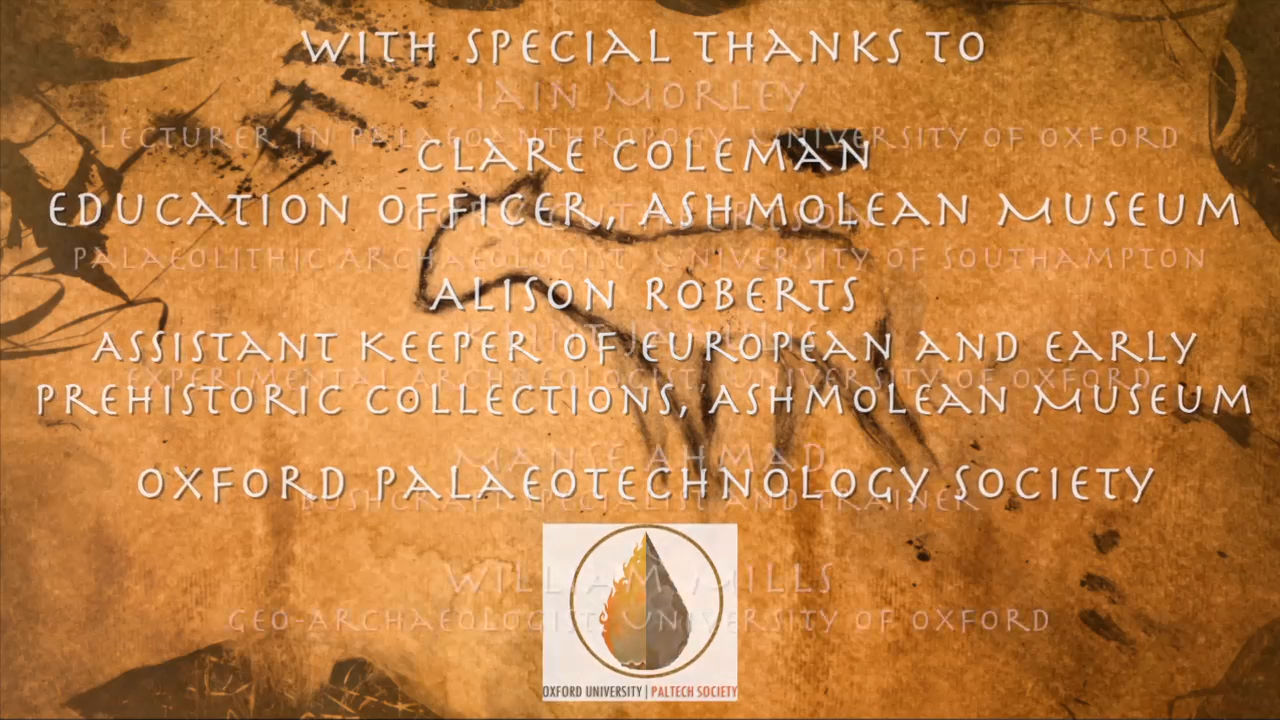 WITH SPECIAL THANKS TO
IAIN MORLEY
LECTURER IN PALAEOANTHROPOLOGY, UNIVERSITY OF OXFORD
CLARE COLEMAN
EDUCATION OFFICER, ASHMOLEAN MUSEUM
PALAEOLITHIC ARCHAEOLOGIST, UNIVERSITY OF SOUTHAMPTON
ALISON ROBERTS
ASSISTANT KEEPER OF EUROPEAN AND EARLY
EXPERIMENTAL ARCHAEOLOGIST, UNIVERSITY OF OXFORD
PREHISTORIC COLLECTIONS, ASHMOLEAN MUSEUM
MANSE AHMAD
OXFORD PALAEOTECHNOLOGY SOCIETY
BUSHCRAFT SPECIALIST AND TRAINER
WILLIAM MILLS
GEO-ARCHAEOLOGIST, UNIVERSITY OF OXFORD
OXFORD UNIVERSITY | PALTECH SOCIETY